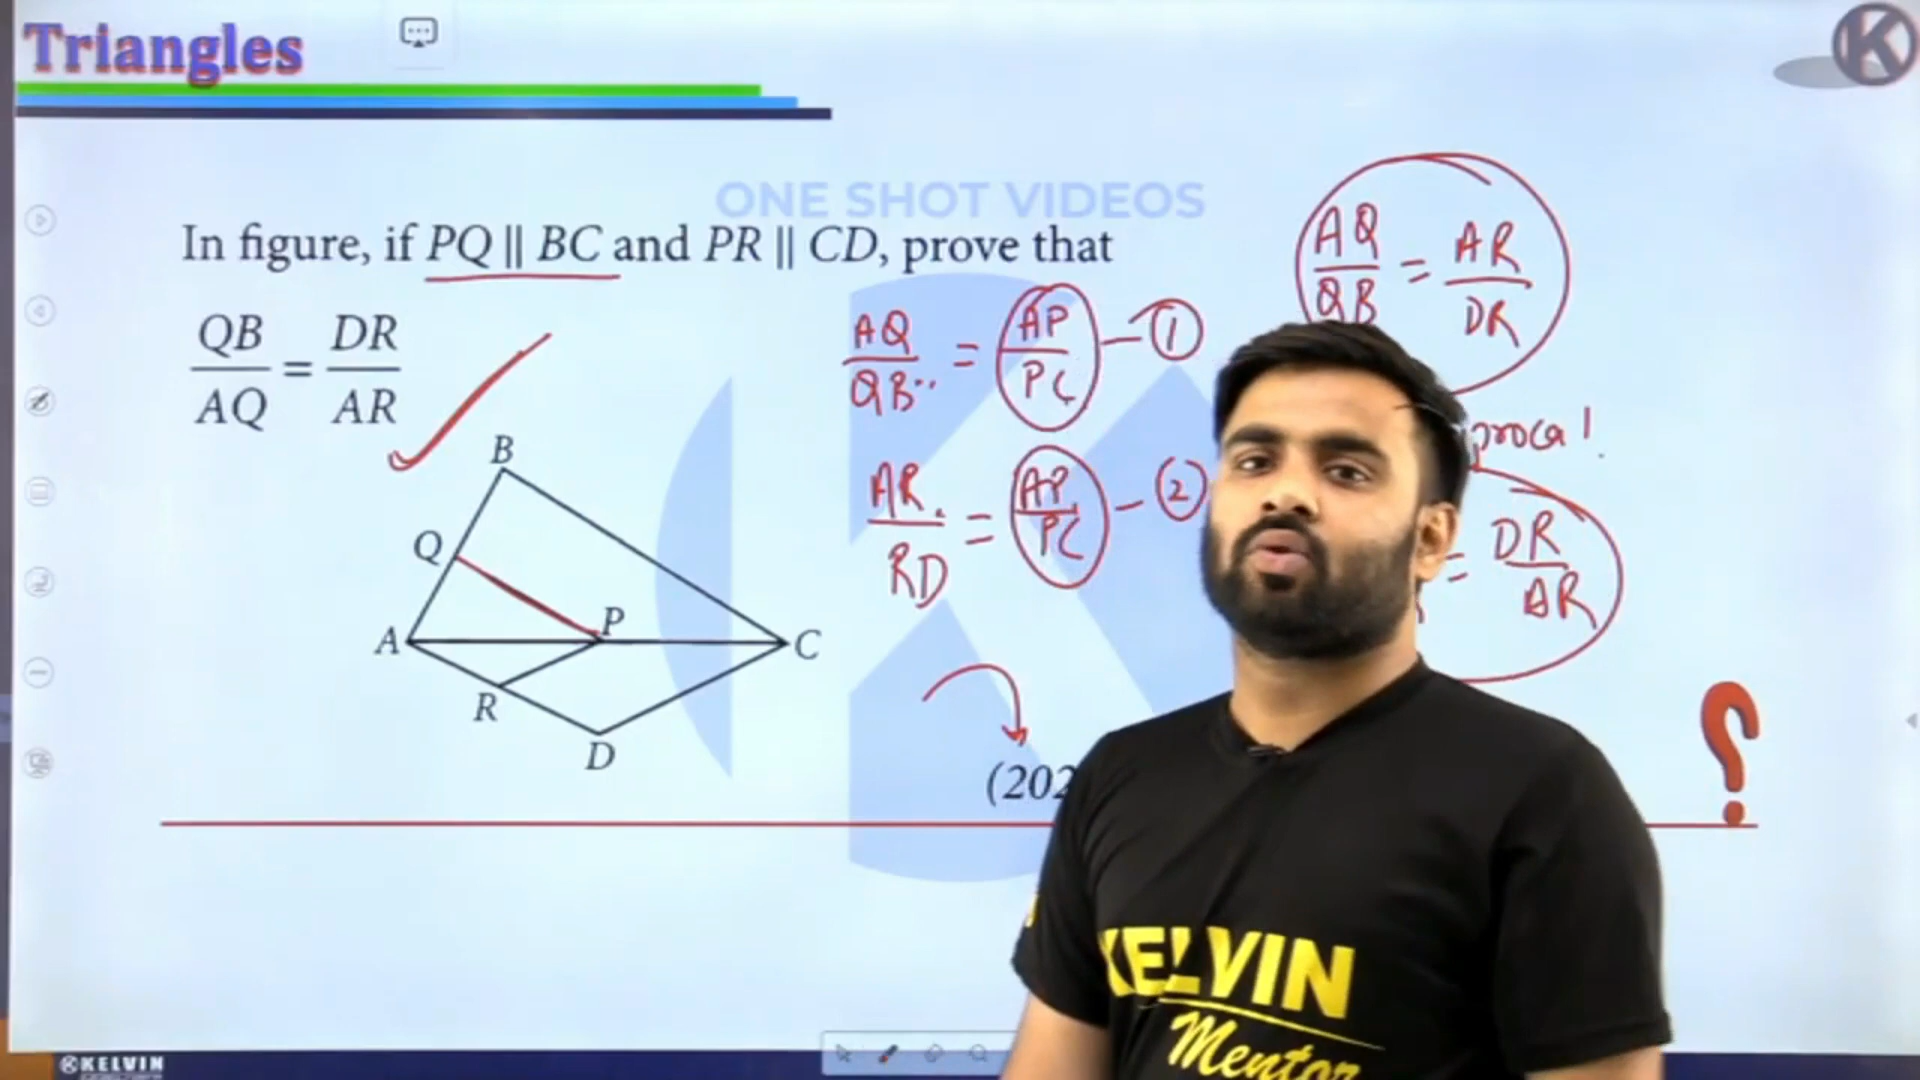 Triangles
ONE SHOT VIDEOS
In figure, if PQ || BC and PR || CD, prove that
QB/AQ = DR/AR
AQ/QB = AP/PC — ①
AR/RD = AP/PC — ②
AQ/QB = AR/DR
proca!
= DR/AR
B
Q
P
A
C
R
D
(202
?
KELVIN
Mentor
KELVIN
K